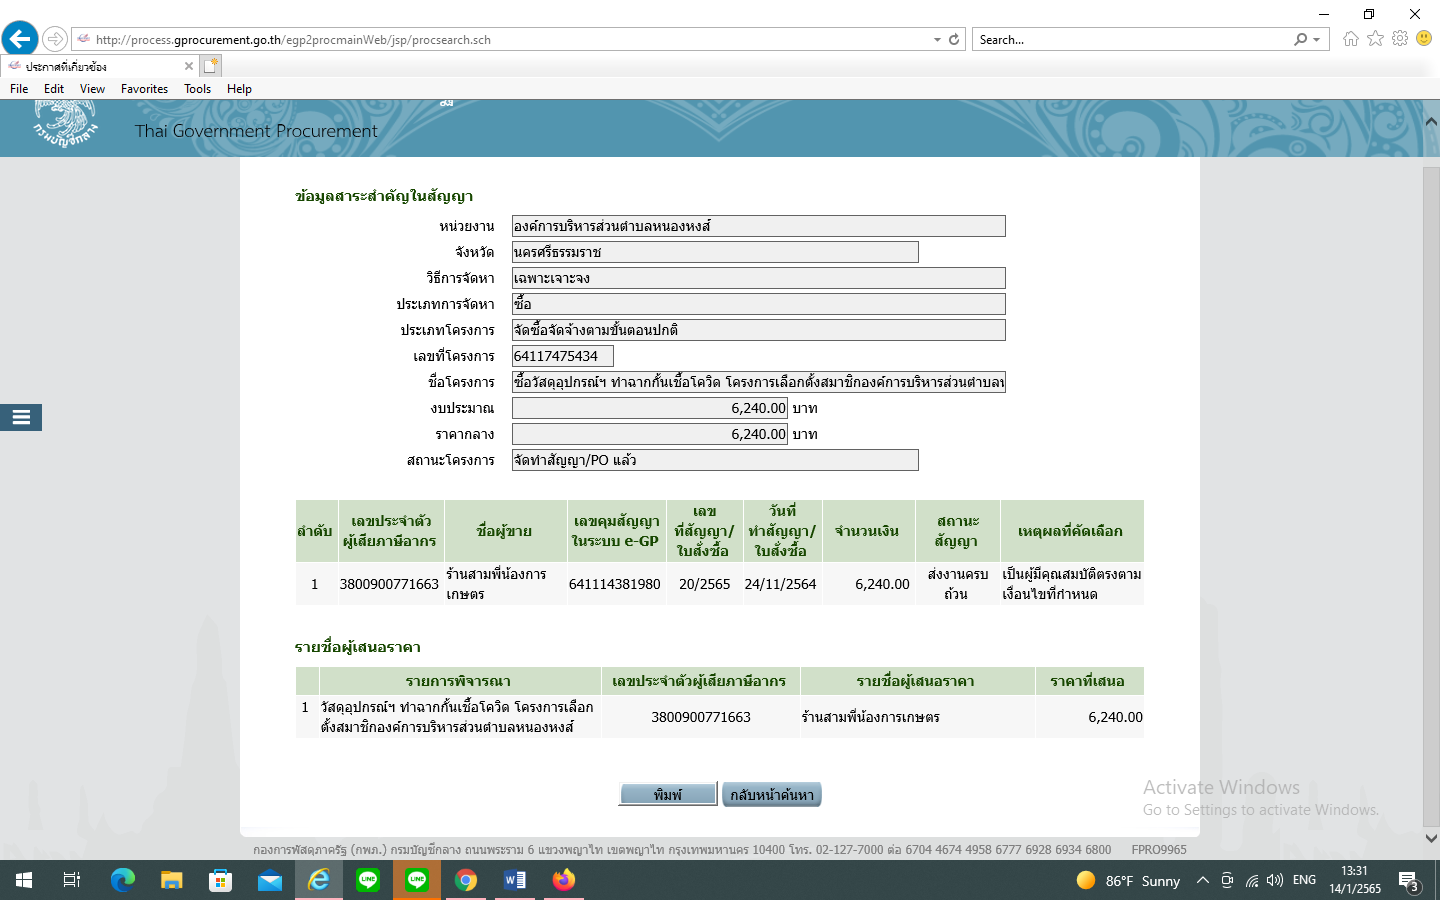 http://process.gprocurement.go.th/egp2procmainWeb/jsp/procsearch.sch
Search...
ประกาศที่เกี่ยวข้อง
File Edit View Favorites Tools Help
กรมบัญชีกลาง
Thai Government Procurement
ข้อมูลสาระสำคัญในสัญญา
หน่วยงาน องค์การบริหารส่วนตำบลหนองหงส์
จังหวัด นครศรีธรรมราช
วิธีการจัดหา เฉพาะเจาะจง
ประเภทการจัดหา ซื้อ
ประเภทโครงการ จัดซื้อจัดจ้างตามขั้นตอนปกติ
เลขที่โครงการ 64117475434
ชื่อโครงการ ซื้อวัสดุอุปกรณ์ฯ ทำฉากกั้นเชื้อโควิด โครงการเลือกตั้งสมาชิกองค์การบริหารส่วนตำบลห
งบประมาณ 6,240.00 บาท
ราคากลาง 6,240.00 บาท
สถานะโครงการ จัดทำสัญญา/PO แล้ว
ลำดับ เลขประจำตัวผู้เสียภาษีอากร ชื่อผู้ขาย เลขคุมสัญญาในระบบ e-GP เลขที่สัญญา/ใบสั่งซื้อ วันที่ทำสัญญา/ใบสั่งซื้อ จำนวนเงิน สถานะสัญญา เหตุผลที่คัดเลือก
1 3800900771663 ร้านสามพี่น้องการเกษตร 641114381980 20/2565 24/11/2564 6,240.00 ส่งงานครบถ้วน เป็นผู้มีคุณสมบัติตรงตามเงื่อนไขที่กำหนด
รายชื่อผู้เสนอราคา
รายการพิจารณา เลขประจำตัวผู้เสียภาษีอากร รายชื่อผู้เสนอราคา ราคาที่เสนอ
1 วัสดุอุปกรณ์ฯ ทำฉากกั้นเชื้อโควิด โครงการเลือกตั้งสมาชิกองค์การบริหารส่วนตำบลหนองหงส์ 3800900771663 ร้านสามพี่น้องการเกษตร 6,240.00
พิมพ์ กลับหน้าค้นหา
Activate Windows
Go to Settings to activate Windows.
กองการพัสดุภาครัฐ (กพภ.) กรมบัญชีกลาง ถนนพระราม 6 แขวงพญาไท เขตพญาไท กรุงเทพมหานคร 10400 โทร. 02-127-7000 ต่อ 6704 4674 4958 6777 6928 6934 6800 FPRO9965
86°F Sunny ENG 13:31
14/1/2565 3